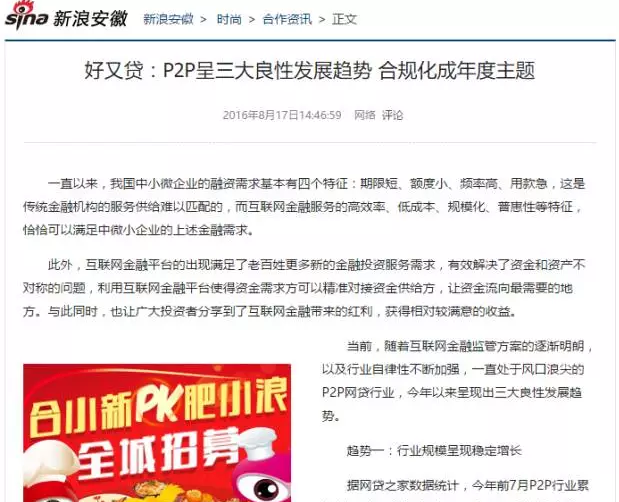 sina 新浪安徽 新浪安徽 > 时尚 > 合作资讯 > 正文
好又贷：P2P呈三大良性发展趋势 合规化成年度主题
2016年8月17日14:46:59 网络 评论
一直以来，我国中小微企业的融资需求基本有四个特征：期限短、额度小、频率高、用款急，这是
传统金融机构的服务供给难以匹配的，而互联网金融服务的高效率、低成本、规模化、普惠性等特征，
恰恰可以满足中微小企业的上述金融需求。
此外，互联网金融平台的出现满足了老百姓更多新的金融投资服务需求，有效解决了资金和资产不
对称的问题，利用互联网金融平台使得资金需求方可以精准对接资金供给方，让资金流向最需要的地
方。与此同时，也让广大投资者分享到了互联网金融带来的红利，获得相对较满意的收益。
当前，随着互联网金融监管方案的逐渐明朗，
以及行业自律性不断加强，一直处于风口浪尖的
P2P网贷行业，今年以来呈现出三大良性发展趋
势。
合小新PK肥小浪
全城招募
趋势一：行业规模呈现稳定增长
据网贷之家数据统计，今年前7月P2P行业累